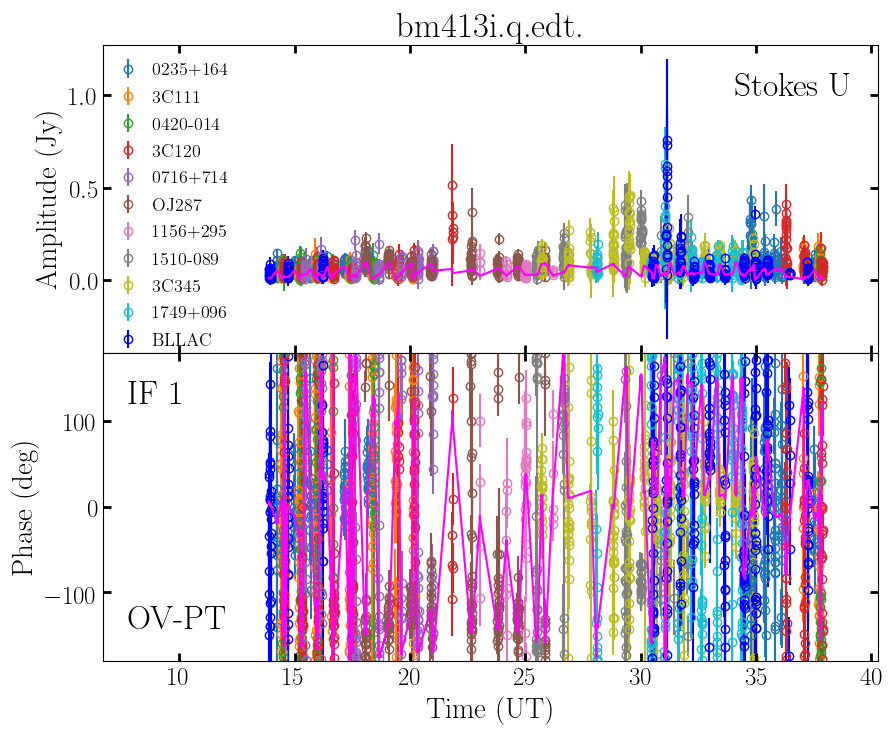 bm413i.q.edt.
Stokes U
0235+164
3C111
0420-014
3C120
0716+714
OJ287
1156+295
1510-089
3C345
1749+096
BLLAC
Amplitude (Jy)
1.0
0.5
0.0
IF 1
OV-PT
Phase (deg)
100
0
−100
10
15
20
25
30
35
40
Time (UT)